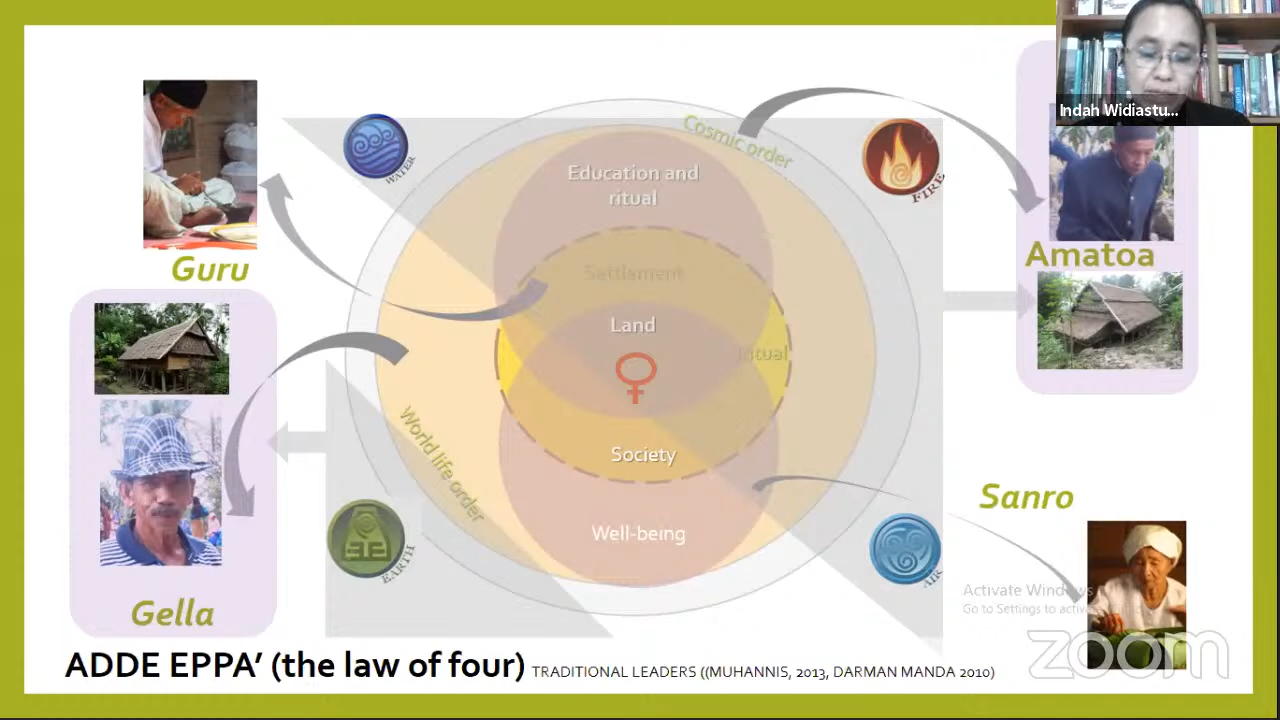 Indah Widiastu...
Cosmic order
WATER
FIRE
Education and
ritual
Guru
Amatoa
Settlement
Land
World life order
Society
Sanro
Well-being
EARTH
AIR
Gella
Activate Windows
Go to Settings to activa
zoom
ADDE EPPA’ (the law of four) TRADITIONAL LEADERS ((MUHANNIS, 2013, DARMAN MANDA 2010)